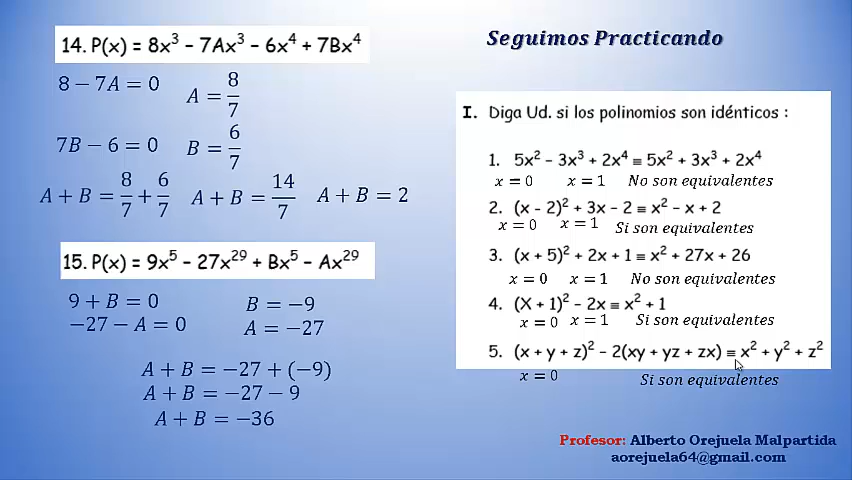 14. P(x) = 8x³ – 7Ax³ – 6x⁴ + 7Bx⁴
8 − 7A = 0
A = 8/7
7B − 6 = 0
B = 6/7
A + B = 8/7 + 6/7
A + B = 14/7
A + B = 2
15. P(x) = 9x⁵ – 27x²⁹ + Bx⁵ – Ax²⁹
9 + B = 0
−27 − A = 0
B = −9
A = −27
A + B = −27 + (−9)
A + B = −27 − 9
A + B = −36
Seguimos Practicando
I. Diga Ud. si los polinomios son idénticos :
1. 5x² – 3x³ + 2x⁴ ≡ 5x² + 3x³ + 2x⁴
x = 0 x = 1 No son equivalentes
2. (x - 2)² + 3x – 2 ≡ x² – x + 2
x = 0 x = 1 Si son equivalentes
3. (x + 5)² + 2x + 1 ≡ x² + 27x + 26
x = 0 x = 1 No son equivalentes
4. (X + 1)² – 2x ≡ x² + 1
x = 0 x = 1 Si son equivalentes
5. (x + y + z)² – 2(xy + yz + zx) ≡ x² + y² + z²
x = 0 Si son equivalentes
Profesor: Alberto Orejuela Malpartida
aorejuela64@gmail.com